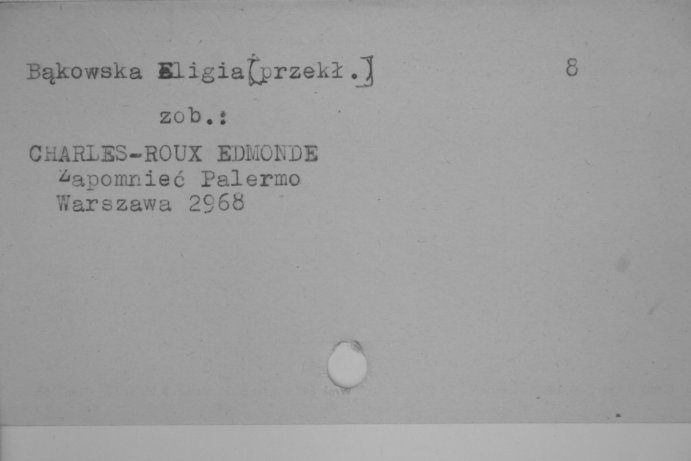 Bąkowska Eligia[przekł.] 8
zob.:
CHARLES-ROUX EDMONDE
Zapomnieć Palermo
Warszawa 2968